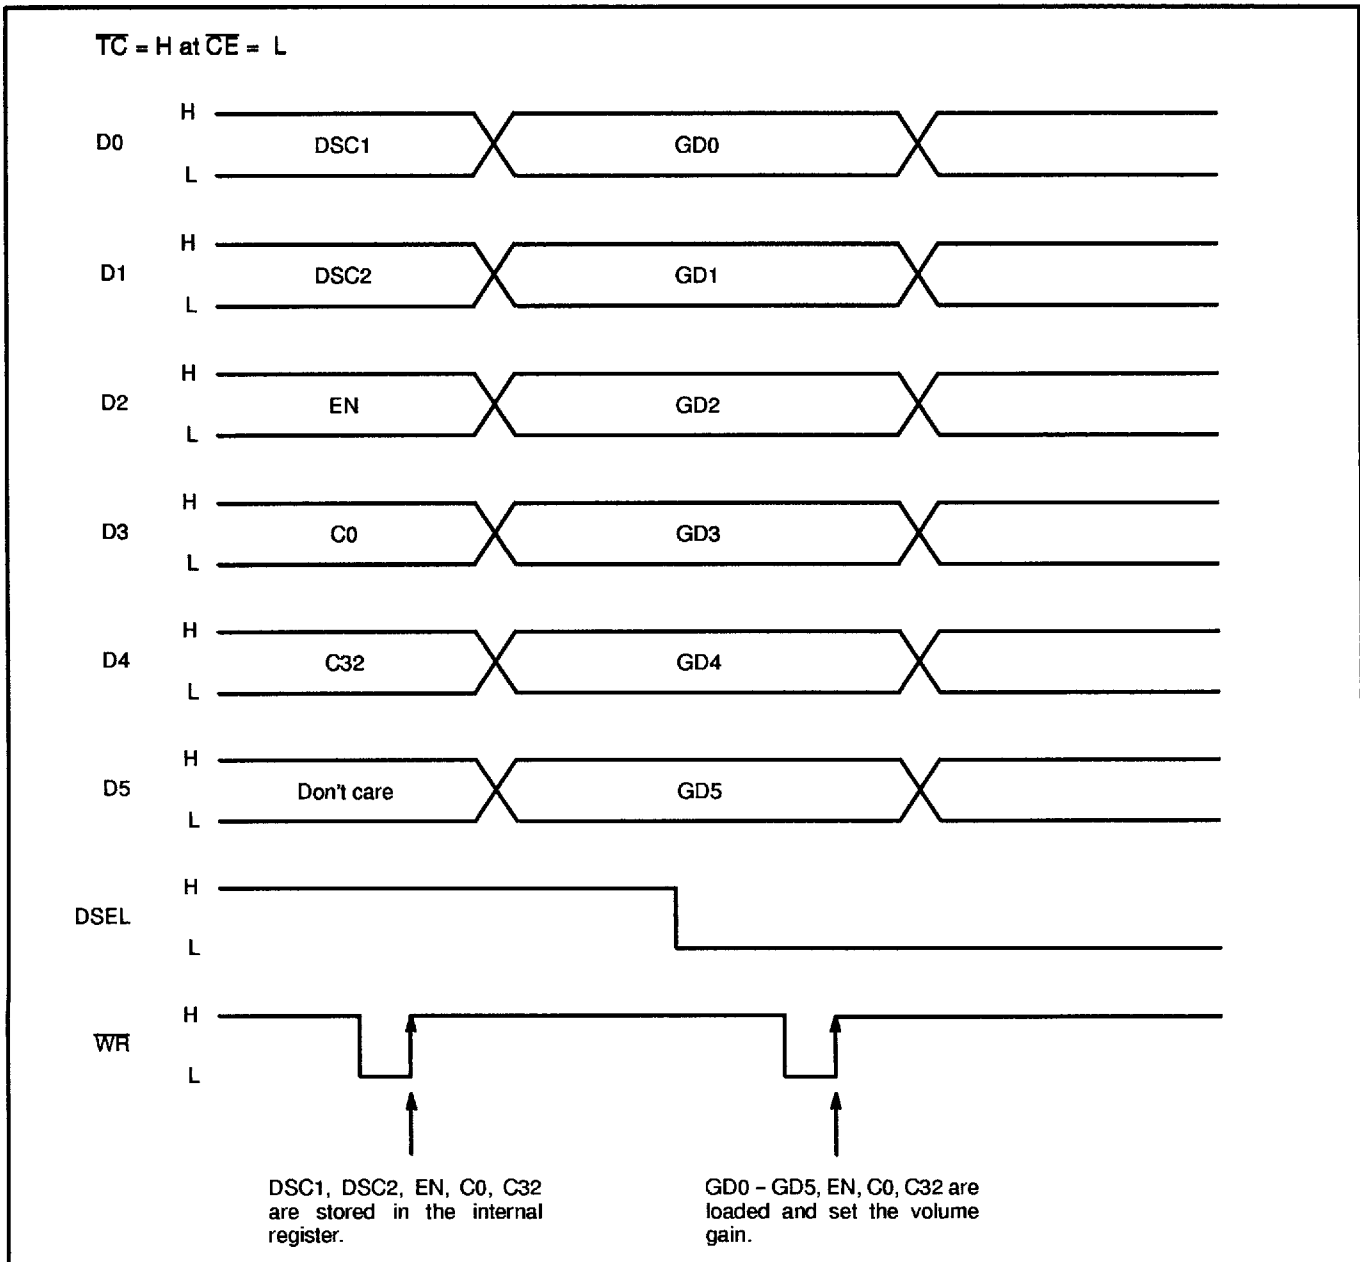 TC = H at CE = L
H
D0 DSC1 GD0
L
H
D1 DSC2 GD1
L
H
D2 EN GD2
L
H
D3 C0 GD3
L
H
D4 C32 GD4
L
H
D5 Don't care GD5
L
H
DSEL
L
H
WR
L
DSC1, DSC2, EN, C0, C32
are stored in the internal
register.
GD0 – GD5, EN, C0, C32 are
loaded and set the volume
gain.